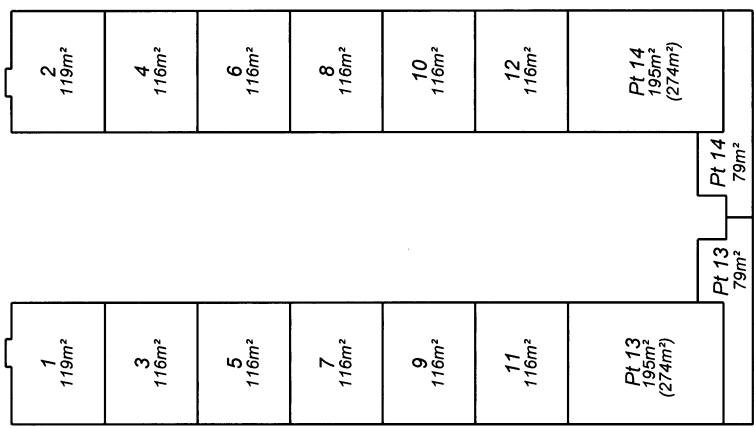 2
119m²
4
116m²
6
116m²
8
116m²
10
116m²
12
116m²
Pt 14
195m²
(274m²)
Pt 14
79m²
Pt 13
79m²
1
119m²
3
116m²
5
116m²
7
116m²
9
116m²
11
116m²
Pt 13
195m²
(274m²)